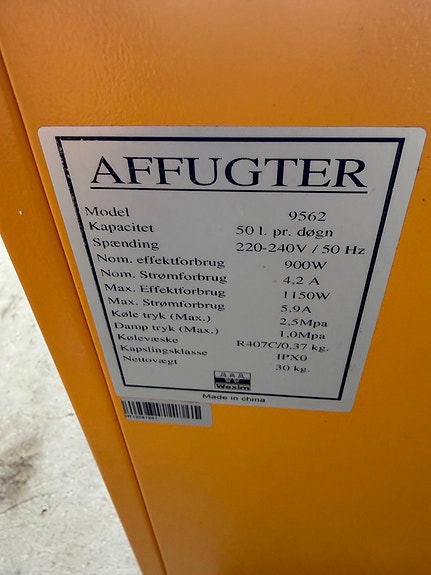 AFFUGTER
Model 9562
Kapacitet 50 l. pr. døgn
Spænding 220-240V / 50 Hz
Nom. effektforbrug 900W
Nom. Strømforbrug 4,2 A
Max. Effektforbrug 1150W
Max. Strømforbrug 5,9A
Køle tryk (Max.) 2,5Mpa
Damp tryk (Max.) 1,0Mpa
Kølevæske R407C/0,37 kg.
Kapslingsklasse IPX0
Nettovægt 30 kg.
Wexim
Made in china